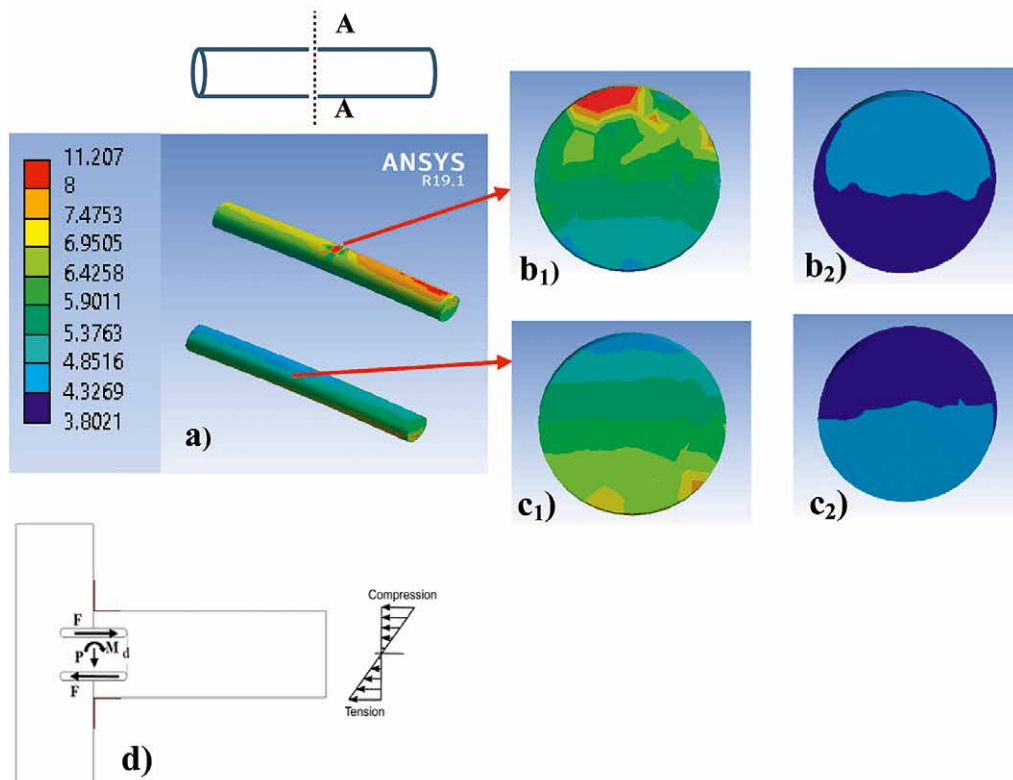 A
A
11.207
8
7.4753
6.9505
6.4258
5.9011
5.3763
4.8516
4.3269
3.8021
ANSYS
R19.1
a)
b1)
b2)
c1)
c2)
F
P
M
d
F
Compression
Tension
d)